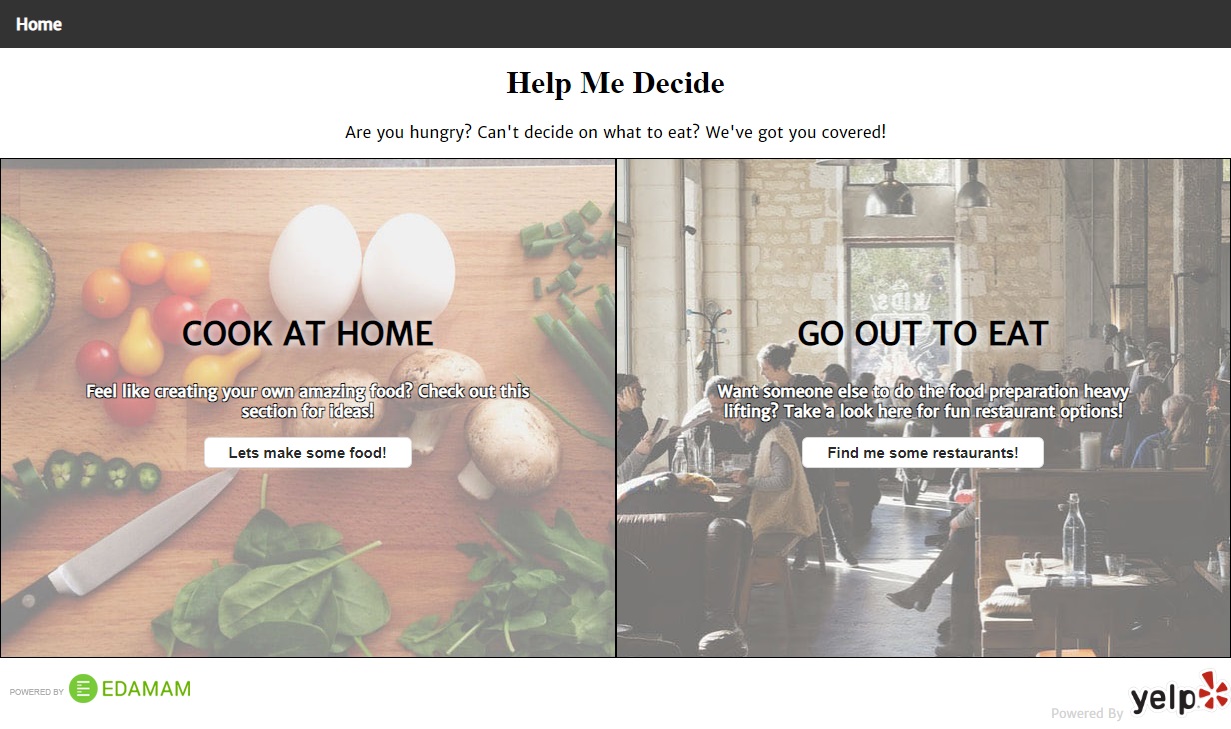 Home
Help Me Decide
Are you hungry? Can't decide on what to eat? We've got you covered!
COOK AT HOME
Feel like creating your own amazing food? Check out this
section for ideas!
Lets make some food!
GO OUT TO EAT
Want someone else to do the food preparation heavy
lifting? Take a look here for fun restaurant options!
Find me some restaurants!
POWERED BY EDAMAM
Powered By yelp